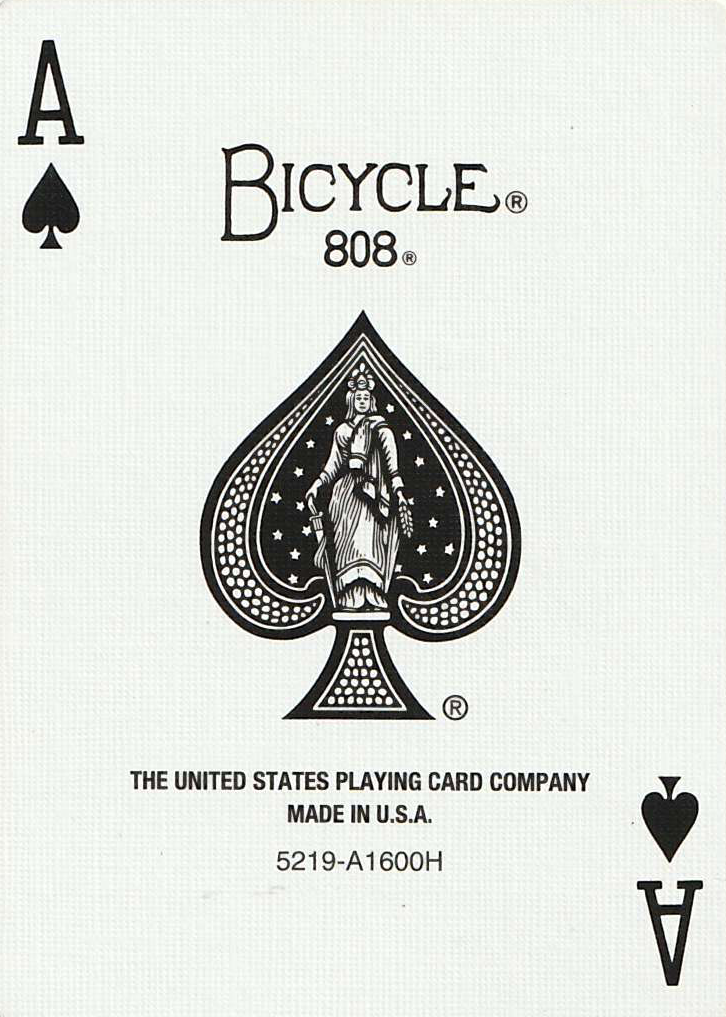 A
BICYCLE®
808®
®
THE UNITED STATES PLAYING CARD COMPANY
MADE IN U.S.A.
5219-A1600H
A